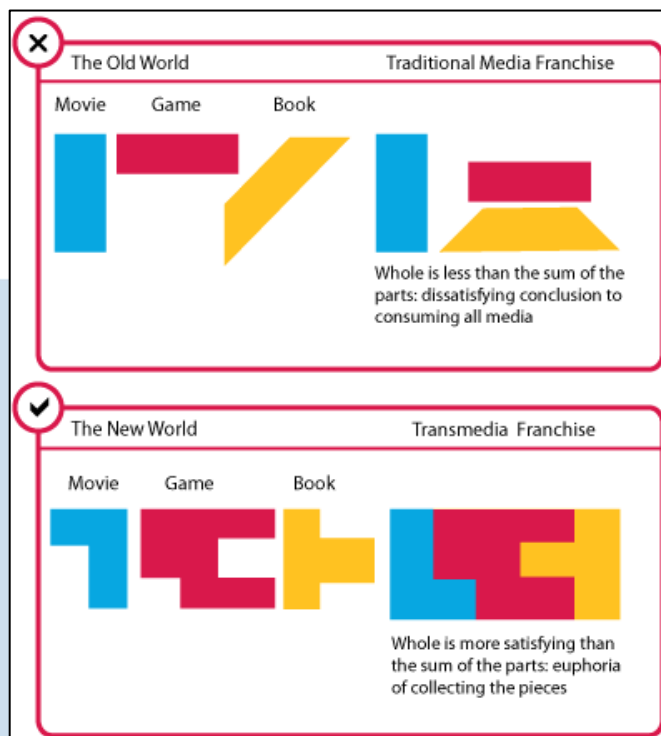 The Old World
Traditional Media Franchise
Movie
Game
Book
Whole is less than the sum of the
parts: dissatisfying conclusion to
consuming all media
The New World
Transmedia Franchise
Movie
Game
Book
Whole is more satisfying than
the sum of the parts: euphoria
of collecting the pieces